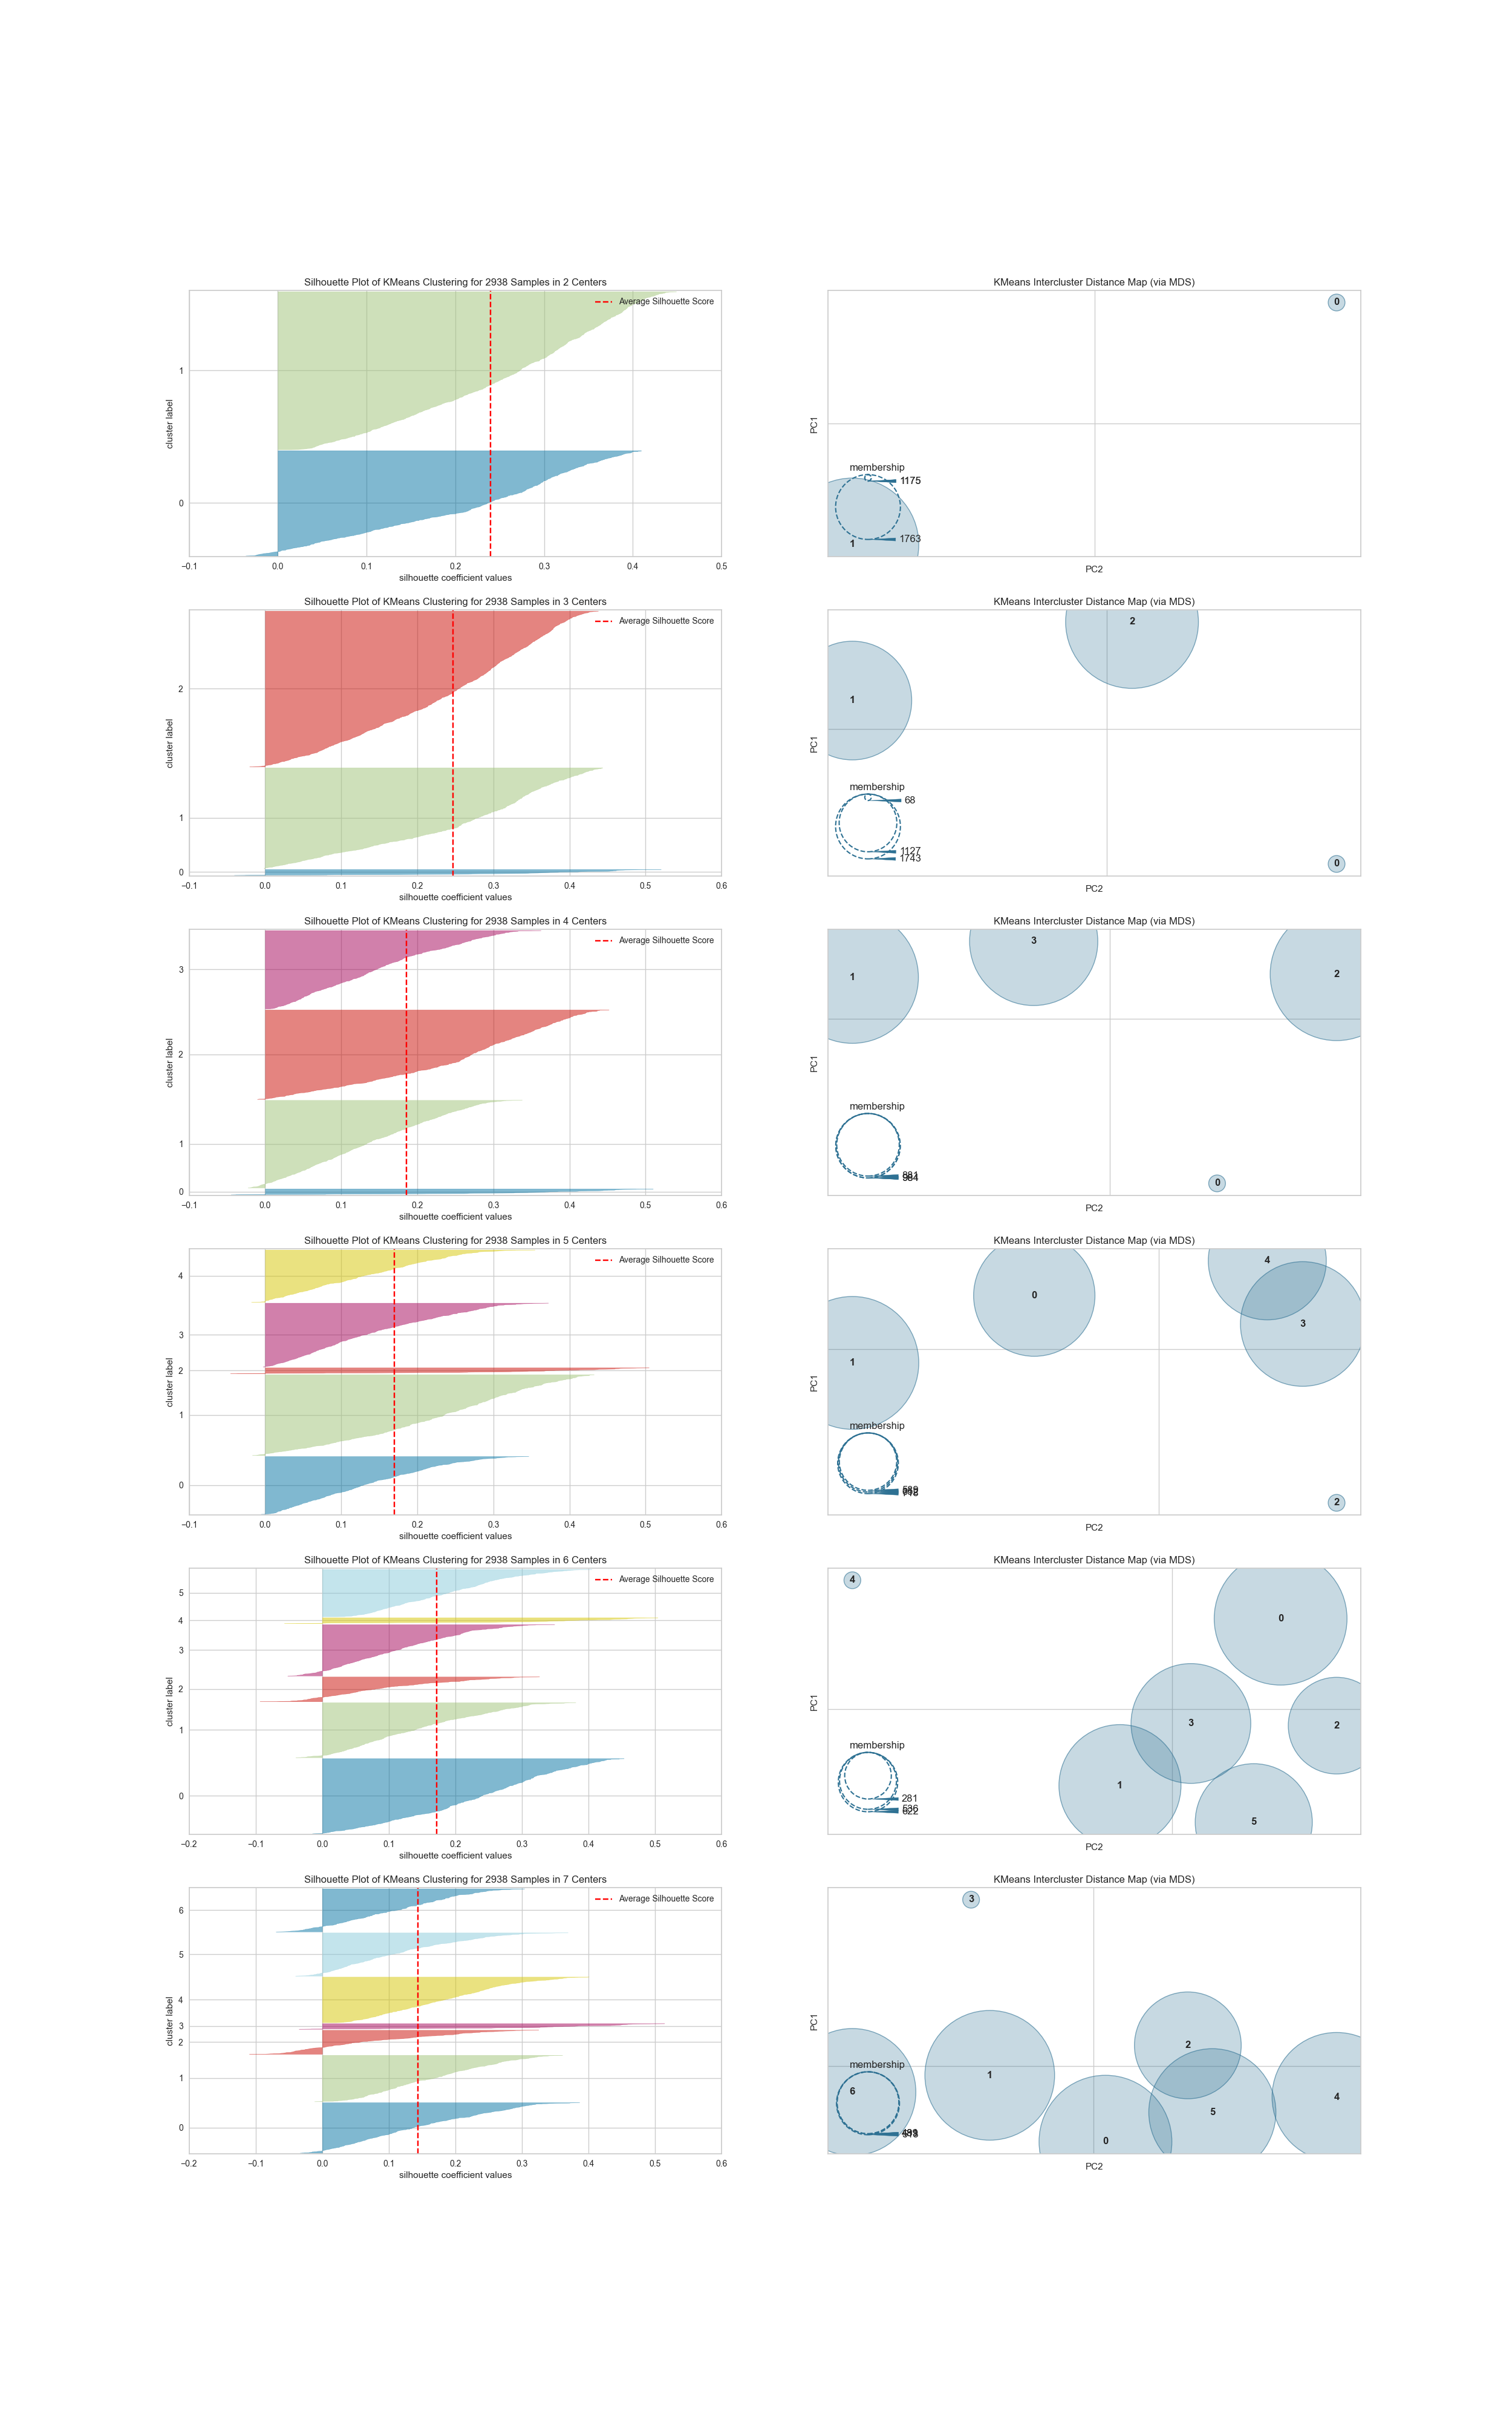 Silhouette Plot of KMeans Clustering for 2938 Samples in 2 Centers
Average Silhouette Score
cluster label
1
0
−0.1 0.0 0.1 0.2 0.3 0.4 0.5
silhouette coefficient values
KMeans Intercluster Distance Map (via MDS)
0
PC1
membership
1175
1763
1
PC2
Silhouette Plot of KMeans Clustering for 2938 Samples in 3 Centers
Average Silhouette Score
cluster label
2
1
0
−0.1 0.0 0.1 0.2 0.3 0.4 0.5 0.6
silhouette coefficient values
KMeans Intercluster Distance Map (via MDS)
2
1
PC1
membership
68
1127
1743
0
PC2
Silhouette Plot of KMeans Clustering for 2938 Samples in 4 Centers
Average Silhouette Score
cluster label
3
2
1
0
−0.1 0.0 0.1 0.2 0.3 0.4 0.5 0.6
silhouette coefficient values
KMeans Intercluster Distance Map (via MDS)
3
1
2
PC1
membership
0
PC2
Silhouette Plot of KMeans Clustering for 2938 Samples in 5 Centers
Average Silhouette Score
cluster label
4
3
2
1
0
−0.1 0.0 0.1 0.2 0.3 0.4 0.5 0.6
silhouette coefficient values
KMeans Intercluster Distance Map (via MDS)
4
0
3
1
PC1
membership
2
PC2
Silhouette Plot of KMeans Clustering for 2938 Samples in 6 Centers
Average Silhouette Score
cluster label
5
4
3
2
1
0
−0.2 −0.1 0.0 0.1 0.2 0.3 0.4 0.5 0.6
silhouette coefficient values
KMeans Intercluster Distance Map (via MDS)
4
0
PC1
3
2
membership
1
281
5
PC2
Silhouette Plot of KMeans Clustering for 2938 Samples in 7 Centers
Average Silhouette Score
cluster label
6
5
4
3
2
1
0
−0.2 −0.1 0.0 0.1 0.2 0.3 0.4 0.5 0.6
silhouette coefficient values
KMeans Intercluster Distance Map (via MDS)
3
PC1
2
membership
1
6
4
5
0
PC2